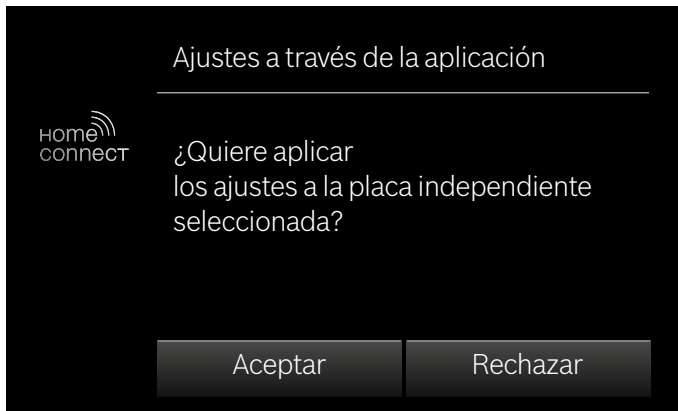 Ajustes a través de la aplicación
Home
connect
¿Quiere aplicar
los ajustes a la placa independiente
seleccionada?
Aceptar
Rechazar